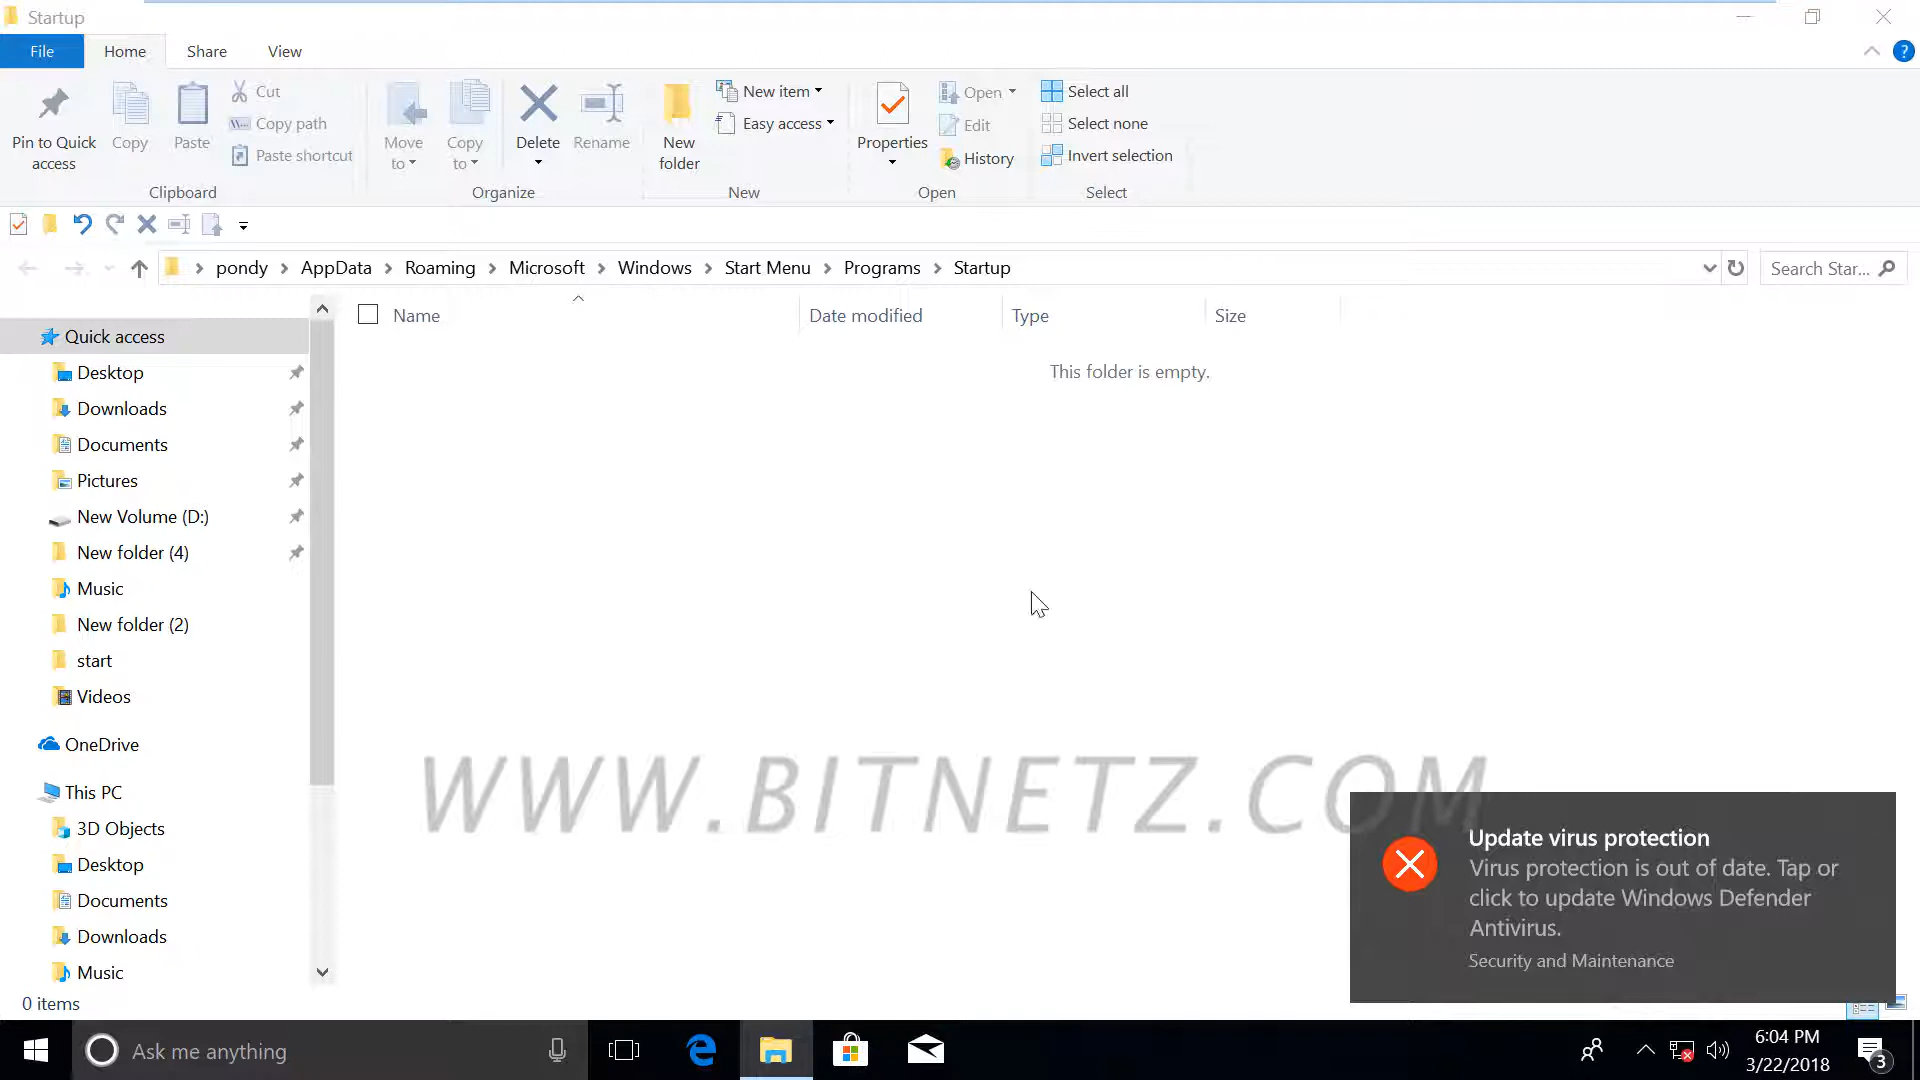 Startup
File Home Share View
Pin to Quick access
Copy
Paste
Cut
Copy path
Paste shortcut
Clipboard
Move to
Copy to
Delete
Rename
Organize
New folder
New item
Easy access
New
Properties
Open
Edit
History
Open
Select all
Select none
Invert selection
Select
pondy > AppData > Roaming > Microsoft > Windows > Start Menu > Programs > Startup
Search Star...
Name Date modified Type Size
This folder is empty.
Quick access
Desktop
Downloads
Documents
Pictures
New Volume (D:)
New folder (4)
Music
New folder (2)
start
Videos
OneDrive
This PC
3D Objects
Desktop
Documents
Downloads
Music
WWW.BITNETZ.COM
Update virus protection
Virus protection is out of date. Tap or
click to update Windows Defender
Antivirus.
Security and Maintenance
0 items
Ask me anything
6:04 PM
3/22/2018
3